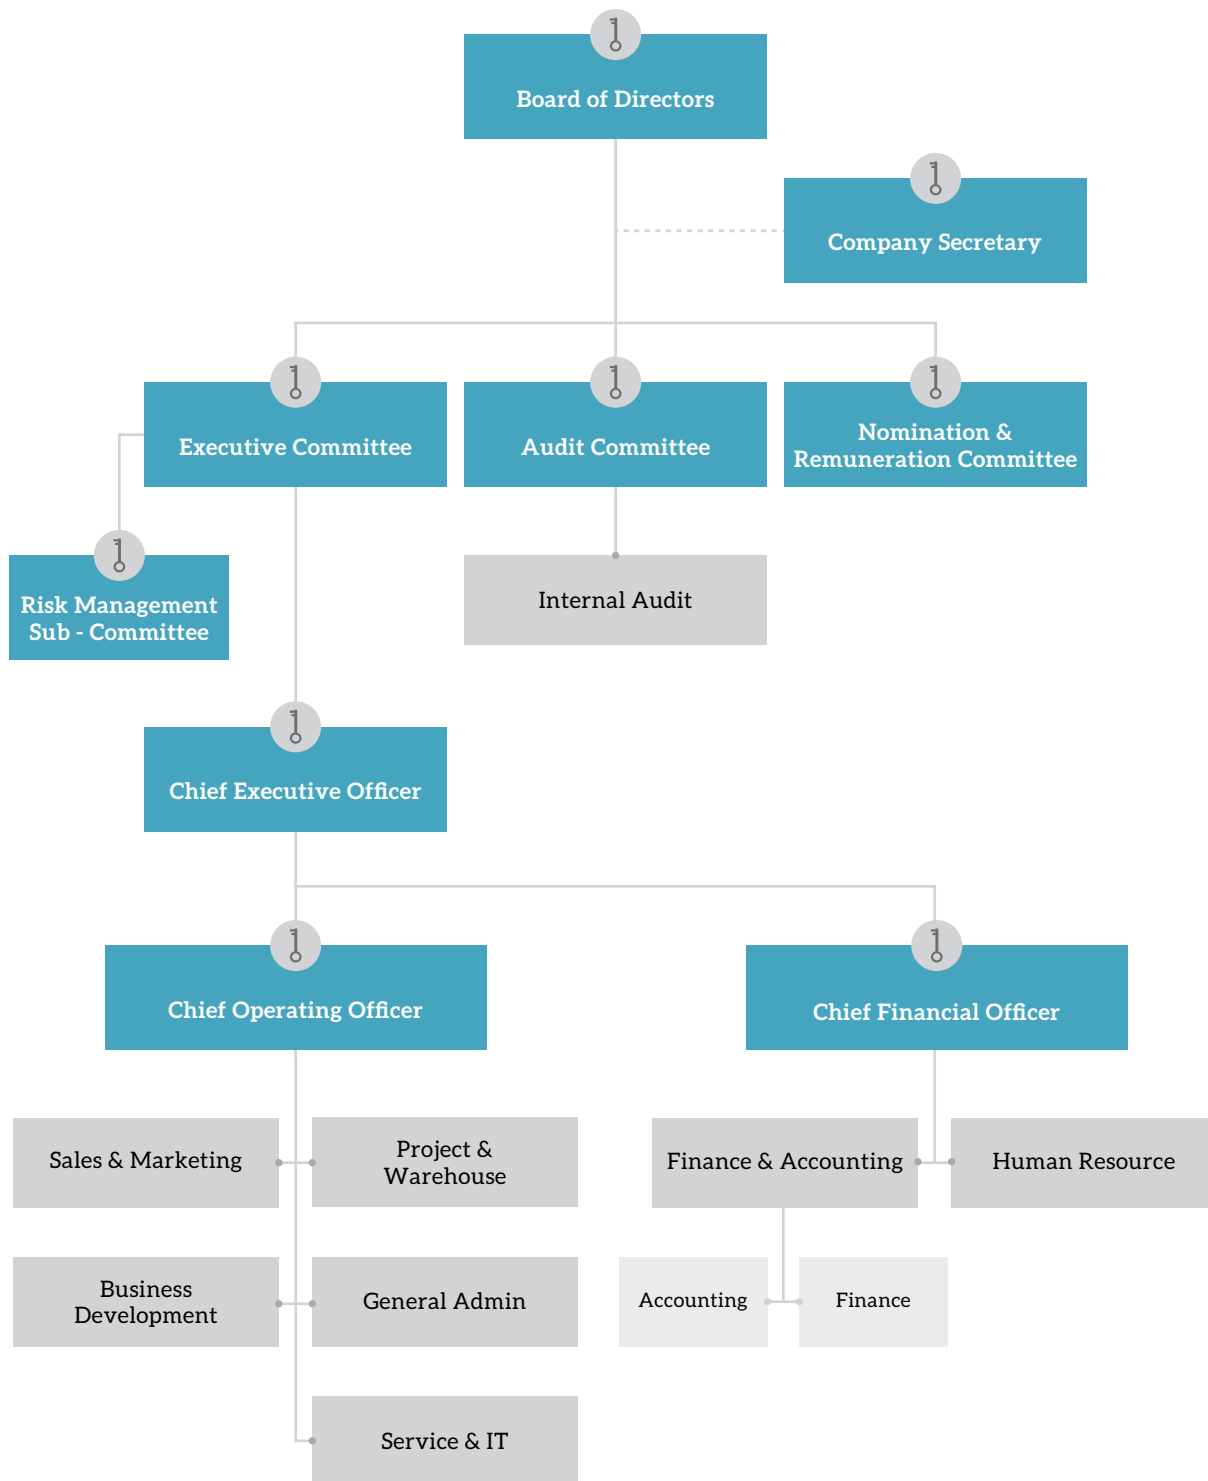 Board of Directors
Company Secretary
Executive Committee
Audit Committee
Nomination &
Remuneration Committee
Risk Management
Sub - Committee
Internal Audit
Chief Executive Officer
Chief Operating Officer
Chief Financial Officer
Sales & Marketing
Project &
Warehouse
Finance & Accounting
Human Resource
Business
Development
General Admin
Accounting
Finance
Service & IT